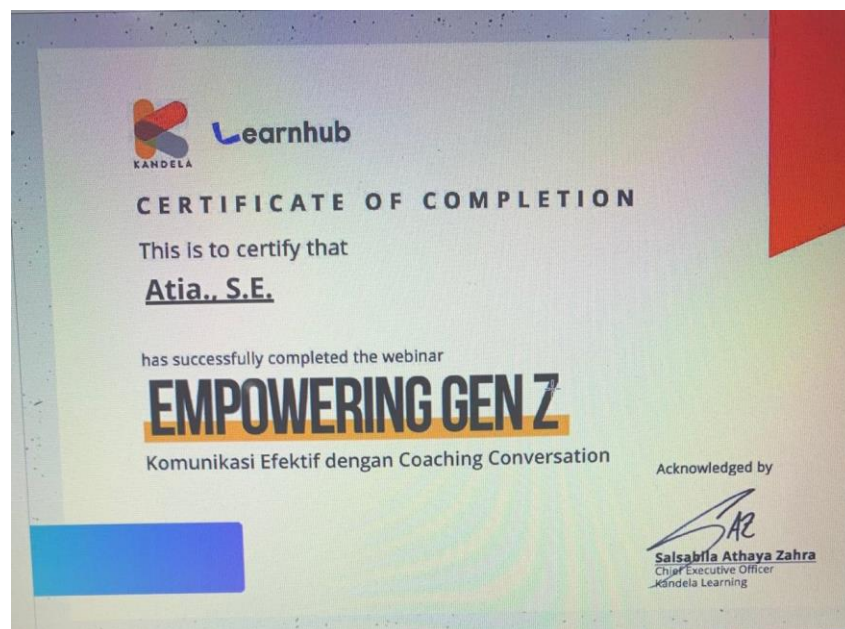 KANDELA
Learnhub
CERTIFICATE OF COMPLETION
This is to certify that
Atia., S.E.
has successfully completed the webinar
EMPOWERING GEN Z
Komunikasi Efektif dengan Coaching Conversation
Acknowledged by
SAZ
Salsabila Athaya Zahra
Chief Executive Officer
Kandela Learning